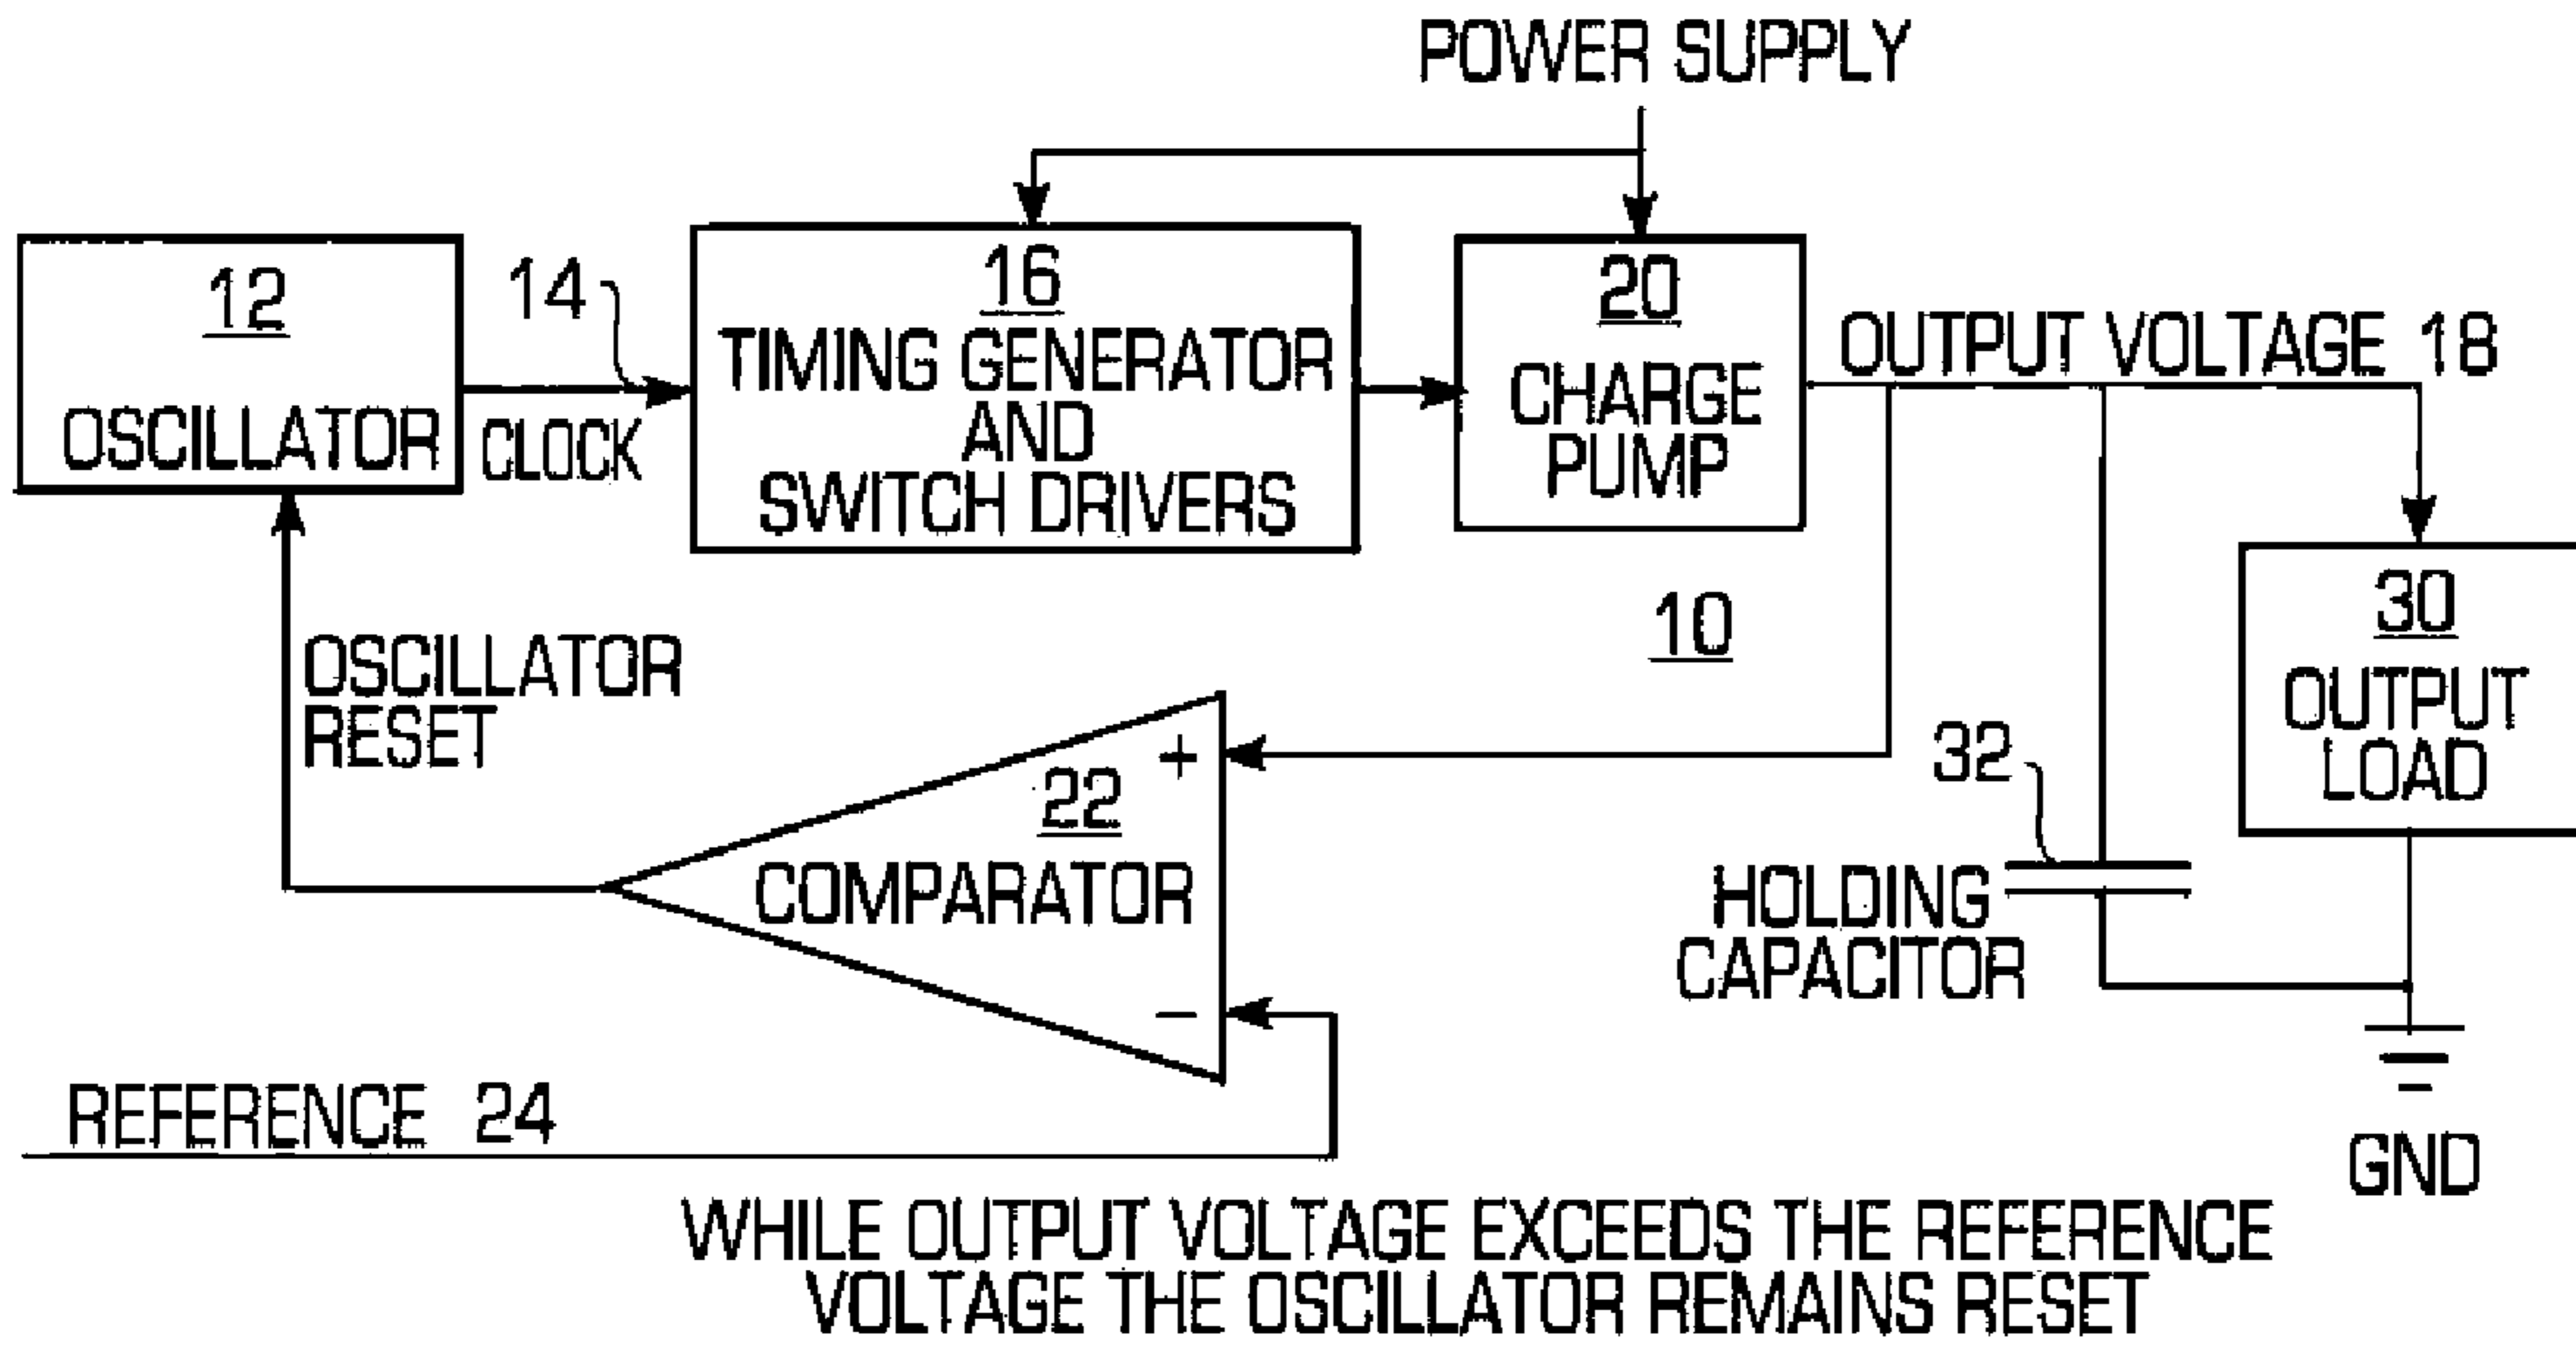 POWER SUPPLY
12
OSCILLATOR
14
CLOCK
16
TIMING GENERATOR
AND
SWITCH DRIVERS
20
CHARGE
PUMP
OUTPUT VOLTAGE 18
10
30
OUTPUT
LOAD
OSCILLATOR
RESET
+
22
COMPARATOR
−
32
HOLDING
CAPACITOR
REFERENCE 24
GND
WHILE OUTPUT VOLTAGE EXCEEDS THE REFERENCE
VOLTAGE THE OSCILLATOR REMAINS RESET